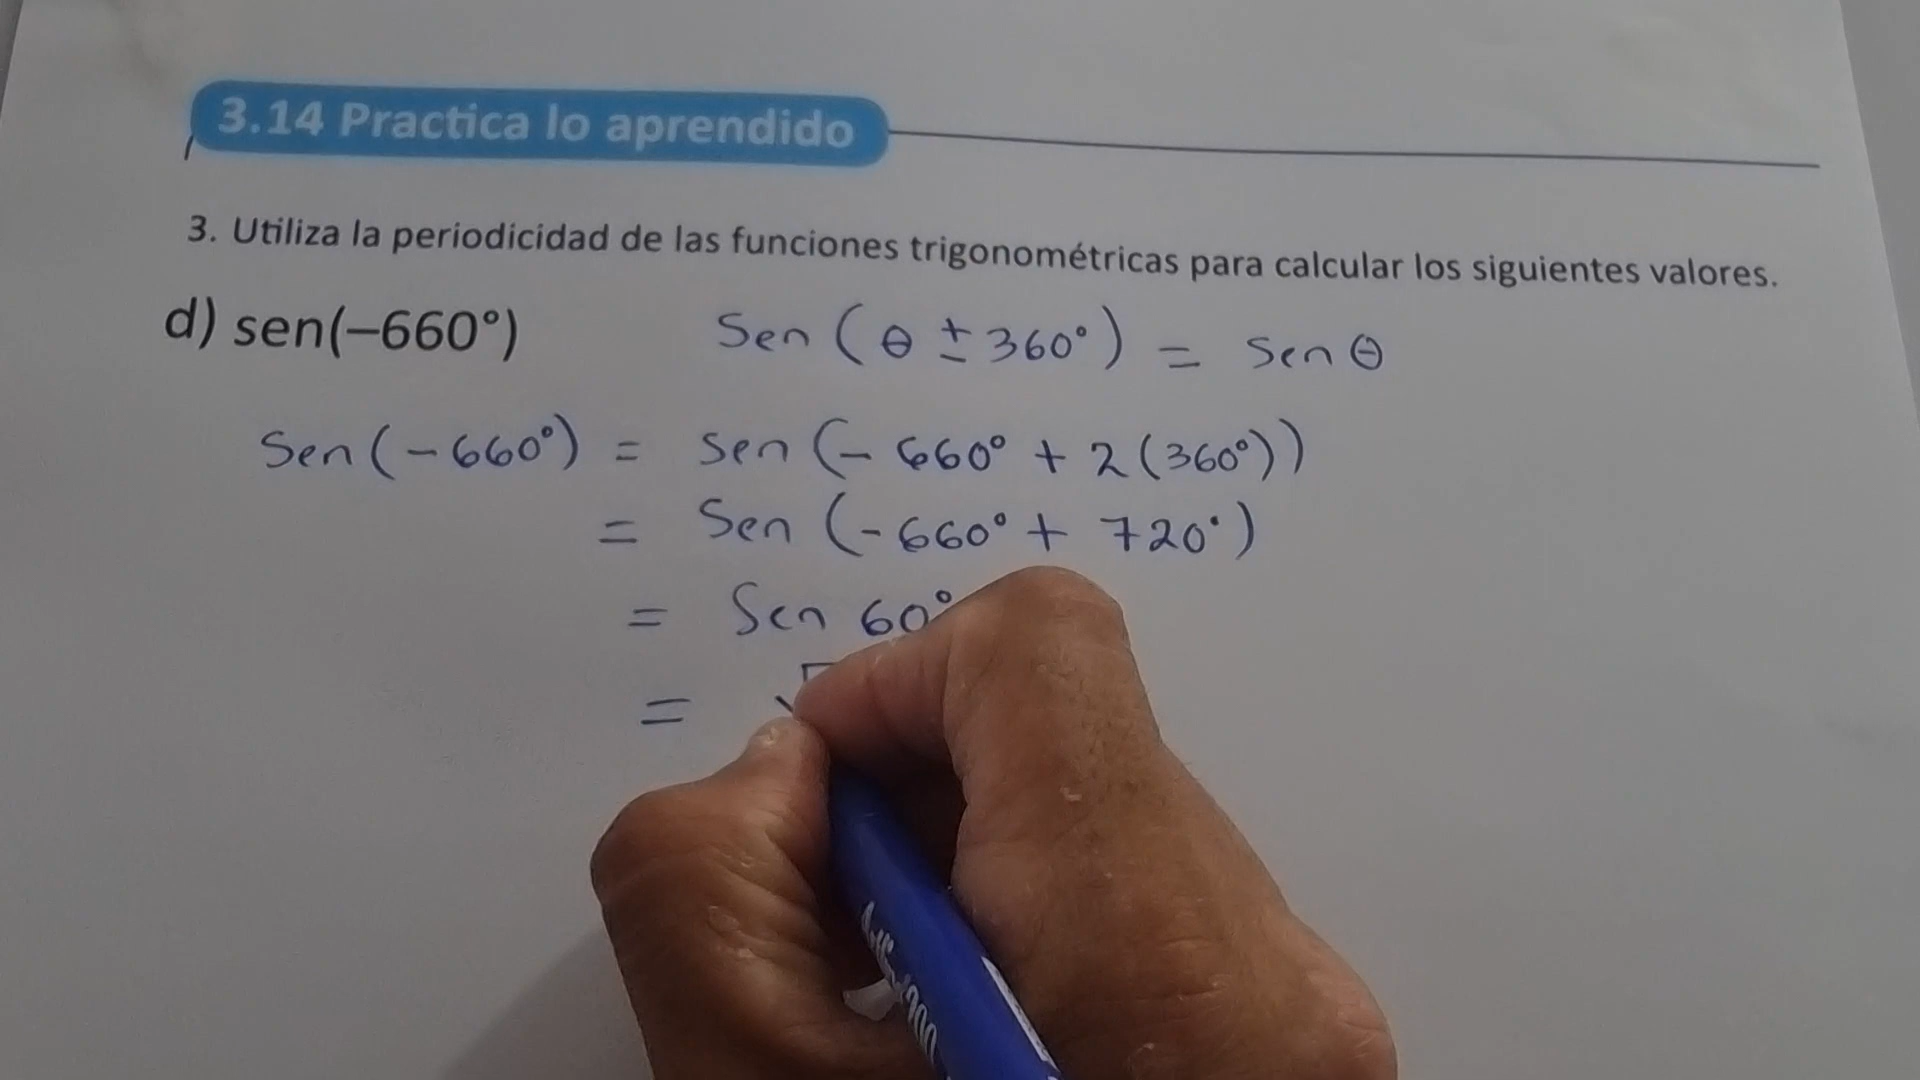 3.14 Practica lo aprendido
3. Utiliza la periodicidad de las funciones trigonométricas para calcular los siguientes valores.
d) sen(–660°) Sen (θ ± 360°) = Sen θ
Sen (-660°) = Sen (- 660° + 2 (360°))
= Sen (-660° + 720°)
= Sen 60°
= √